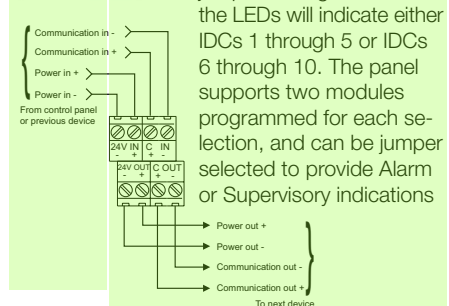 the LEDs will indicate either
IDCs 1 through 5 or IDCs
6 through 10. The panel
supports two modules
programmed for each se-
lection, and can be jumper
selected to provide Alarm
or Supervisory indications
Communication in -
Communication in +
Power in +
Power in -
From control panel
or previous device
24V IN C IN
- + + -
24V OUT C OUT
- + + -
Power out +
Power out -
Communication out -
Communication out +
To next device